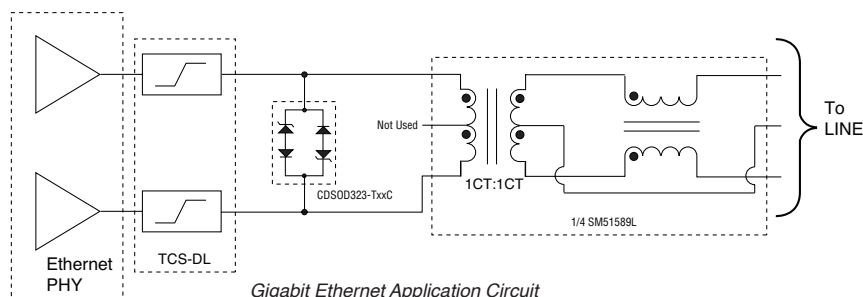 To
LINE
Not Used
CDSOD323-TxxC
1CT:1CT
1/4 SM51589L
TCS-DL
Ethernet
PHY
Gigabit Ethernet Application Circuit